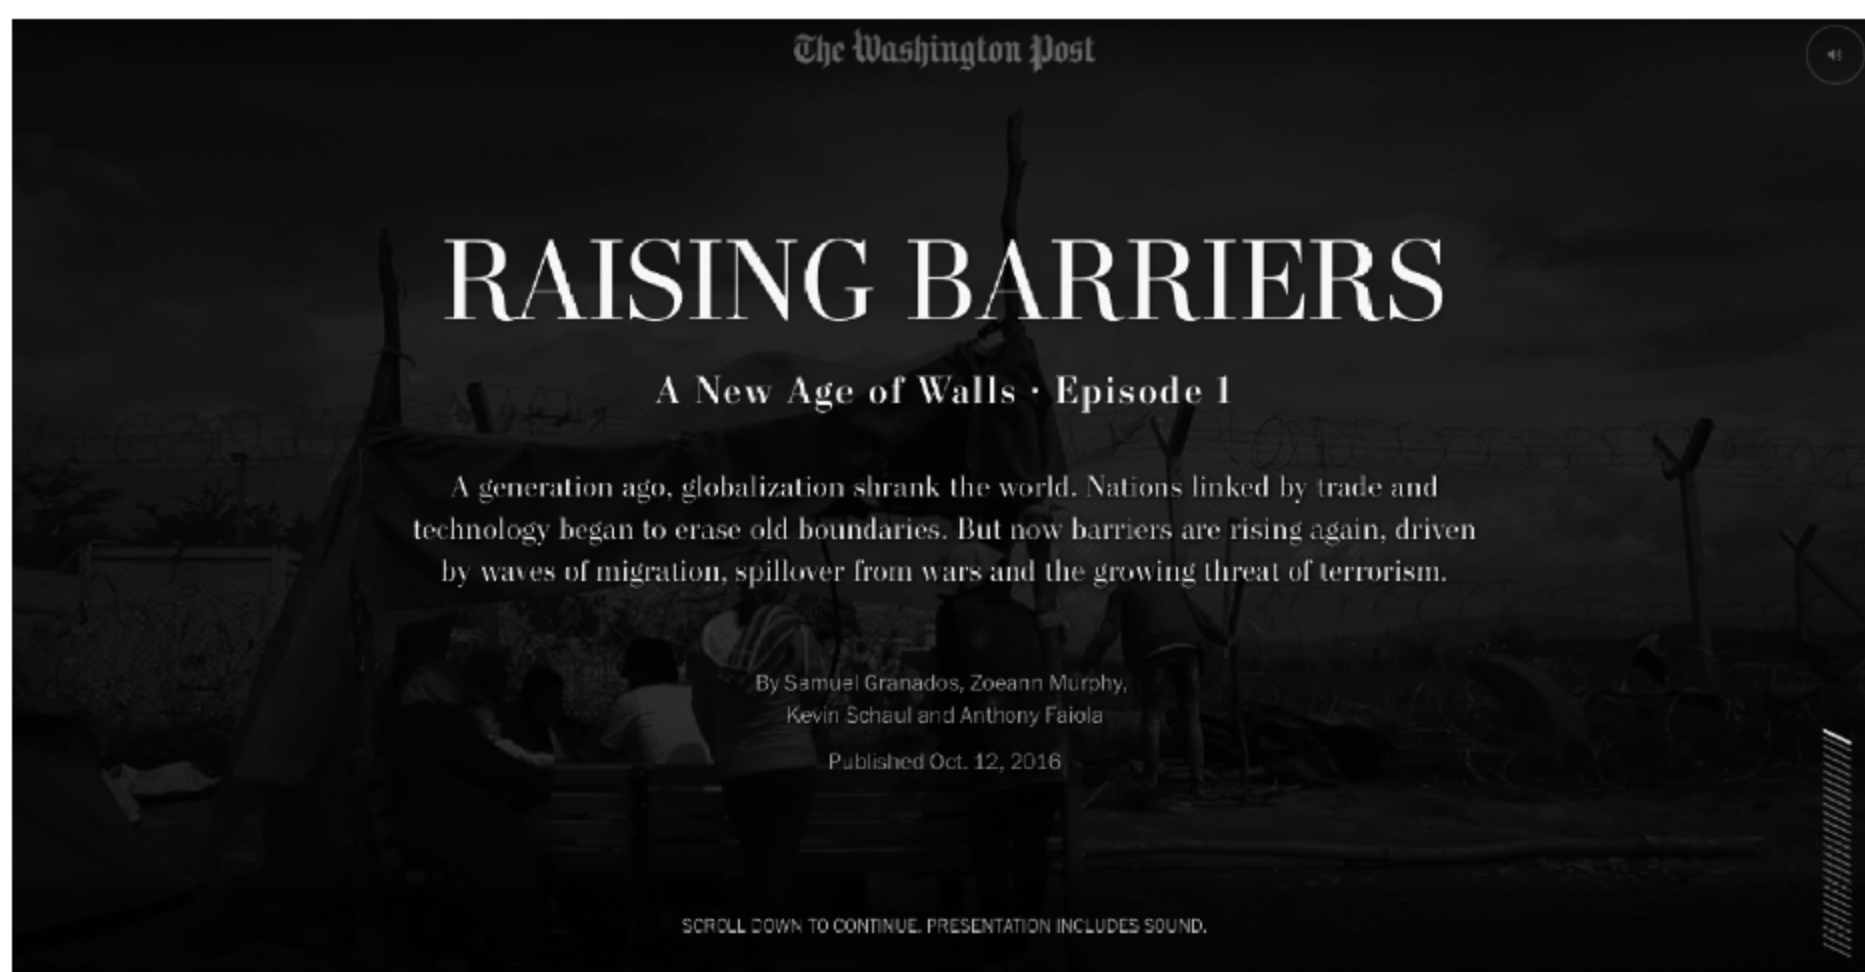 The Washington Post
RAISING BARRIERS
A New Age of Walls · Episode 1
A generation ago, globalization shrank the world. Nations linked by trade and
technology began to erase old boundaries. But now barriers are rising again, driven
by waves of migration, spillover from wars and the growing threat of terrorism.
By Samuel Granados, Zoeann Murphy,
Kevin Schaul and Anthony Faiola
Published Oct. 12, 2016
SCROLL DOWN TO CONTINUE. PRESENTATION INCLUDES SOUND.